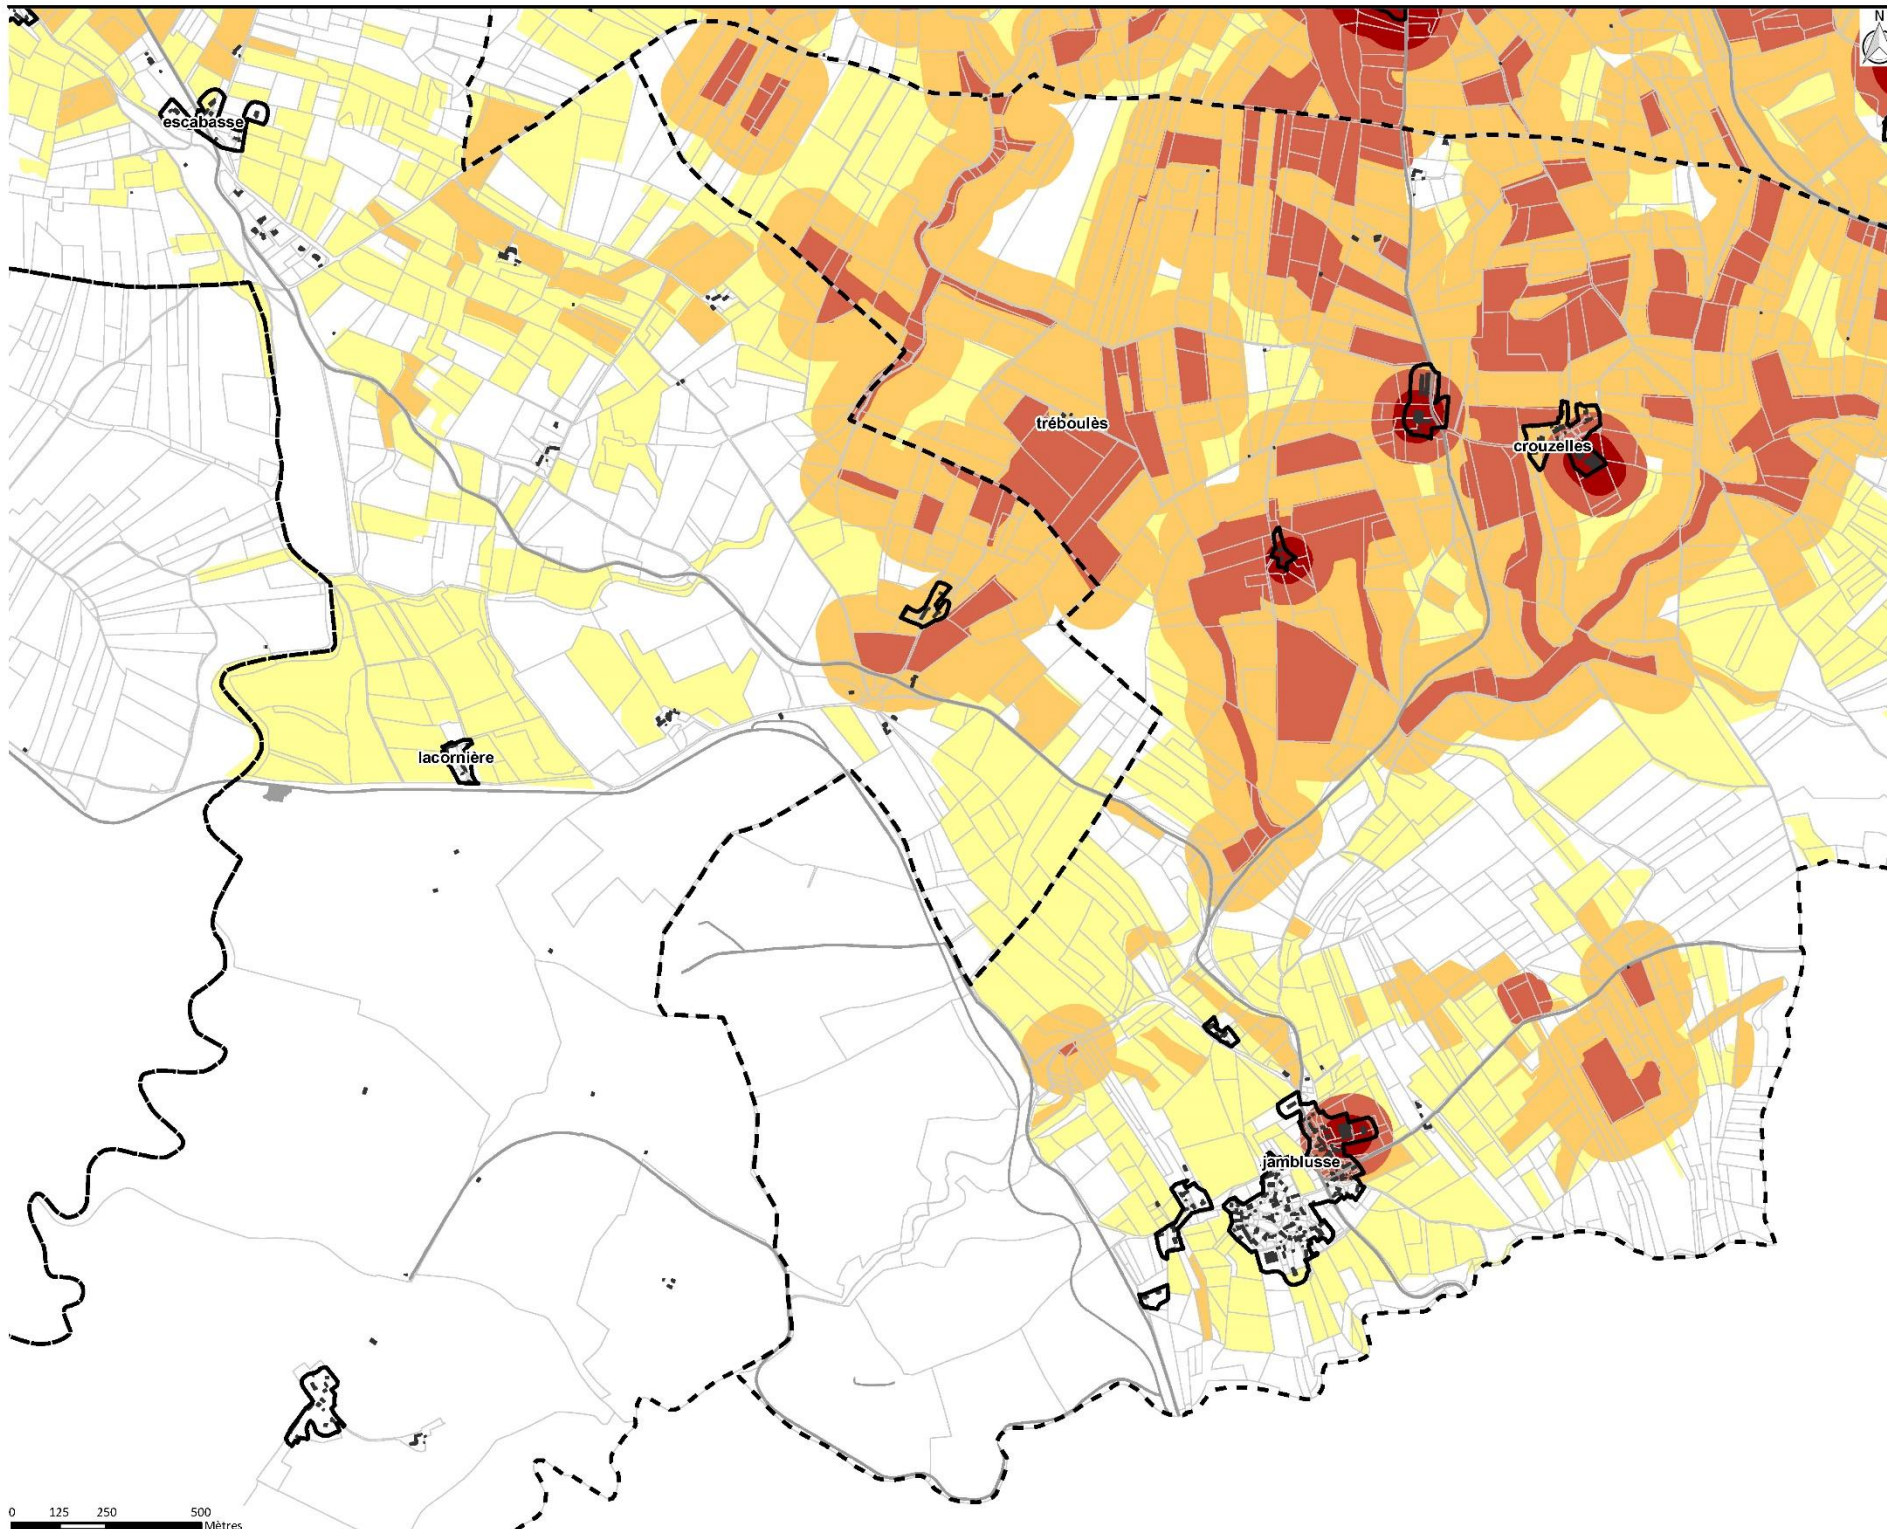 N
escabasse
tréboulès
crouzelles
lacornière
jamblusse
0 125 250 500
Mètres